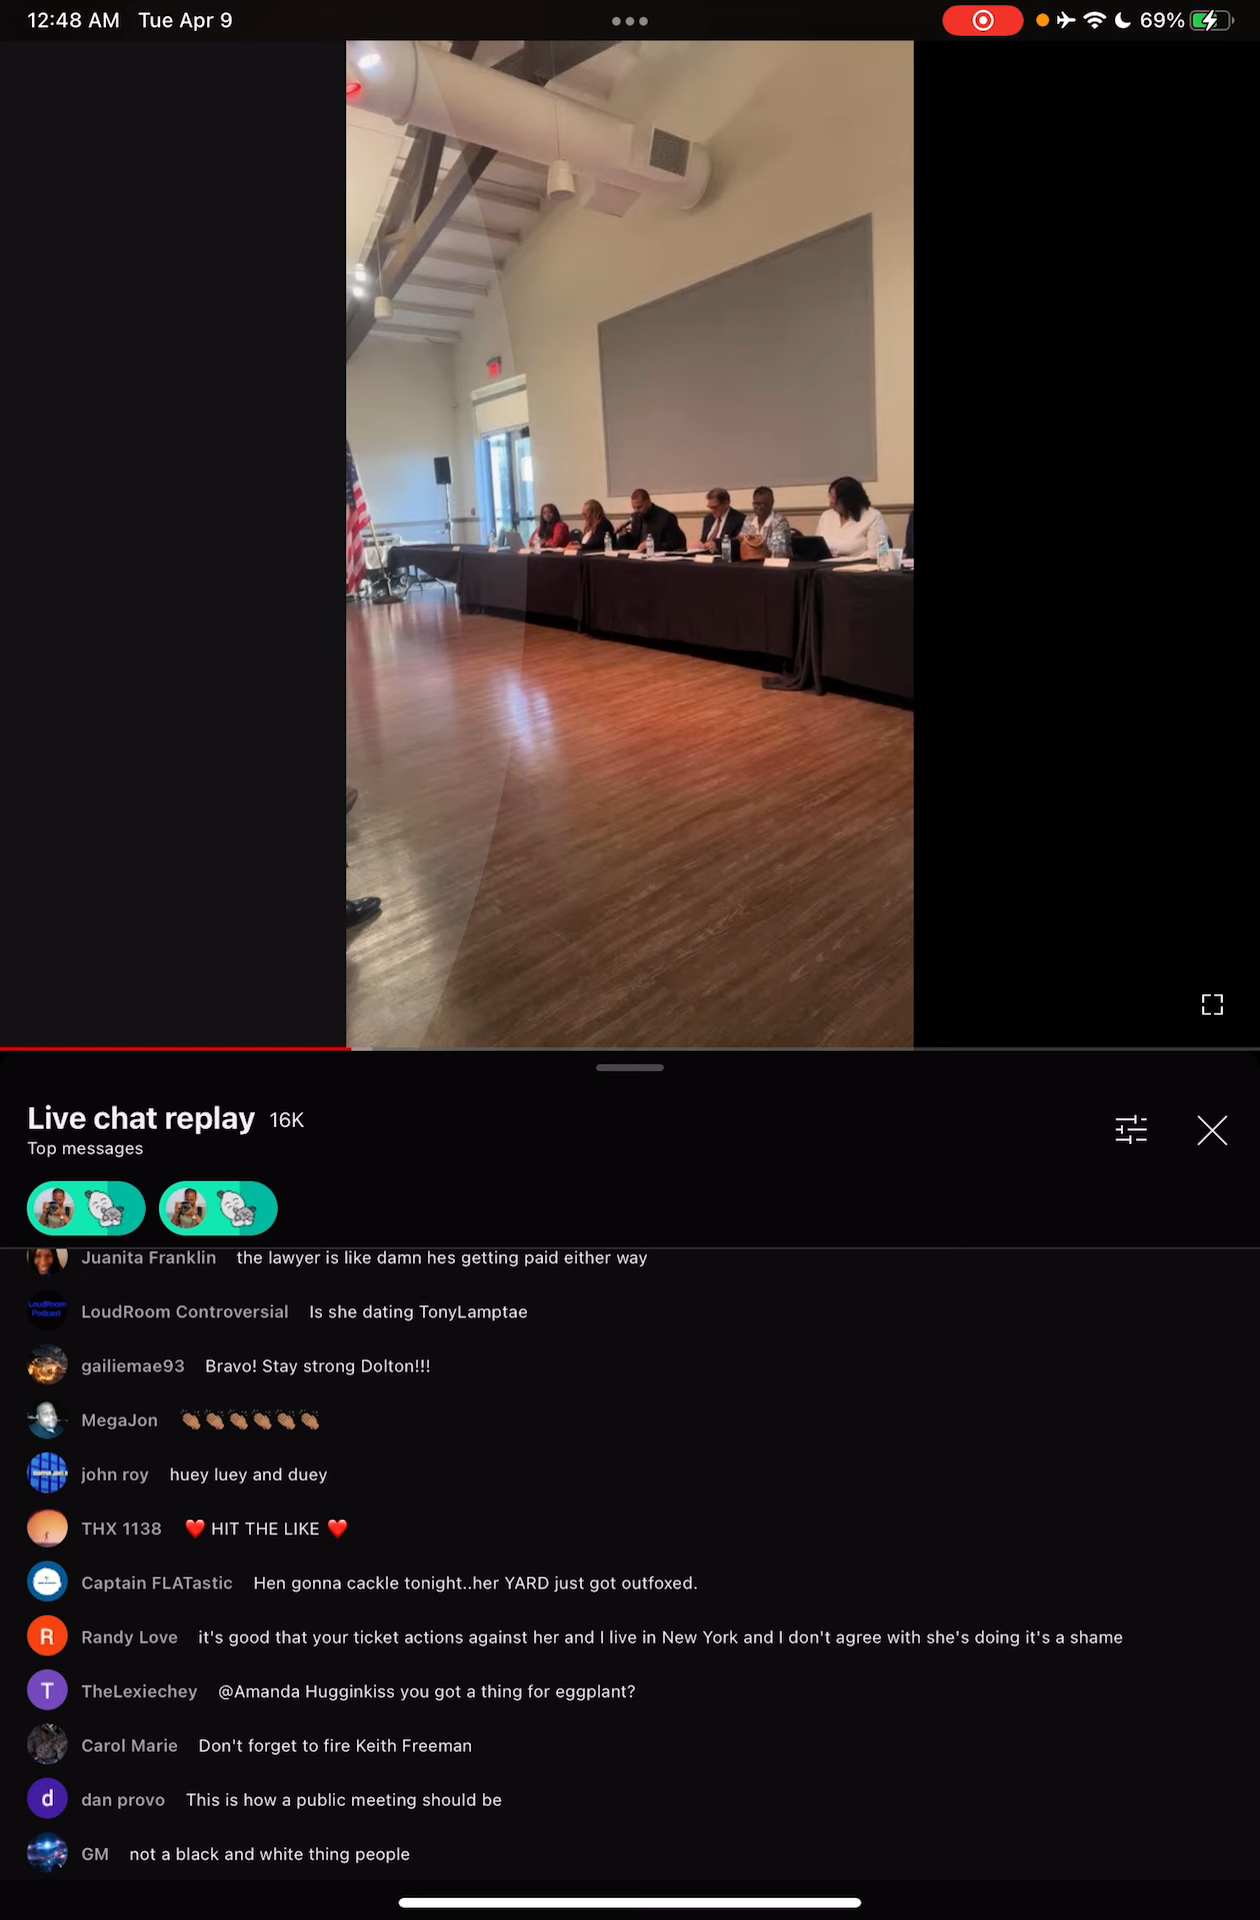 12:48 AM Tue Apr 9
69%
Live chat replay 16K
Top messages
Juanita Franklin the lawyer is like damn hes getting paid either way
LoudRoom Podcast
LoudRoom Controversial Is she dating TonyLamptae
gailiemae93 Bravo! Stay strong Dolton!!!
MegaJon 👏🏽👏🏽👏🏽👏🏽👏🏽👏🏽
john roy huey luey and duey
THX 1138 ❤️ HIT THE LIKE ❤️
Captain FLATastic Hen gonna cackle tonight..her YARD just got outfoxed.
R Randy Love it's good that your ticket actions against her and I live in New York and I don't agree with she's doing it's a shame
T TheLexiechey @Amanda Hugginkiss you got a thing for eggplant?
Carol Marie Don't forget to fire Keith Freeman
d dan provo This is how a public meeting should be
GM not a black and white thing people